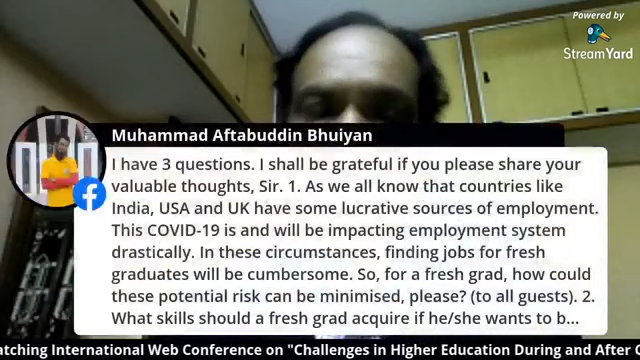 Powered by
StreamYard
Muhammad Aftabuddin Bhuiyan
I have 3 questions. I shall be grateful if you please share your
valuable thoughts, Sir. 1. As we all know that countries like
India, USA and UK have some lucrative sources of employment.
This COVID-19 is and will be impacting employment system
drastically. In these circumstances, finding jobs for fresh
graduates will be cumbersome. So, for a fresh grad, how could
these potential risk can be minimised, please? (to all guests). 2.
What skills should a fresh grad acquire if he/she wants to b...
International Web Conference on "Challenges in Higher Education During and After